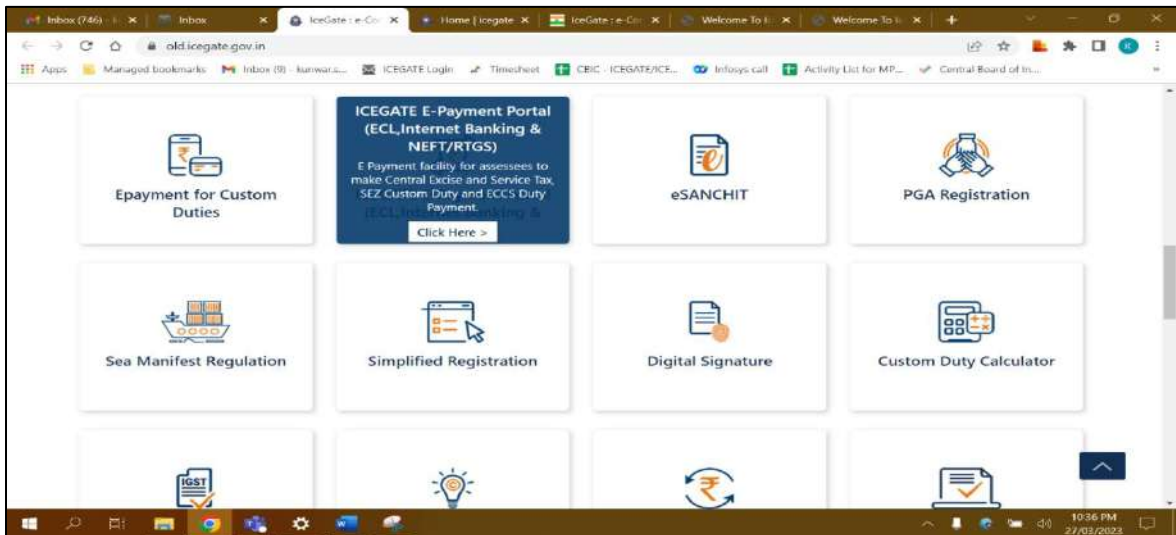 Inbox (746)
Inbox
IceGate : e-Co
Home | icegate
IceGate : e-Co
Welcome To
Welcome To
old.icegate.gov.in
Apps
Managed bookmarks
Inbox (9) - kunwar.s...
ICEGATE Login
Timesheet
CBIC - ICEGATE/ICE...
Infosys call
Activity List for MP...
Central Board of In...
ICEGATE E-Payment Portal
(ECL,Internet Banking &
NEFT/RTGS)
E Payment facility for assessees to
make Central Excise and Service Tax,
SEZ Custom Duty and ECCS Duty
Payment.
Click Here >
Epayment for Custom
Duties
eSANCHIT
PGA Registration
Sea Manifest Regulation
Simplified Registration
Digital Signature
Custom Duty Calculator
IGST
10:36 PM
27/03/2023